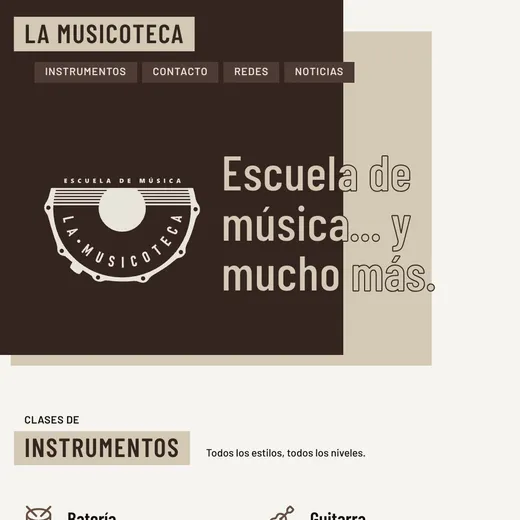 LA MUSICOTECA
INSTRUMENTOS CONTACTO REDES NOTICIAS
ESCUELA DE MÚSICA
LA·MUSICOTECA
Escuela de
música... y
mucho más.
CLASES DE
INSTRUMENTOS
Todos los estilos, todos los niveles.
Batería Guitarra